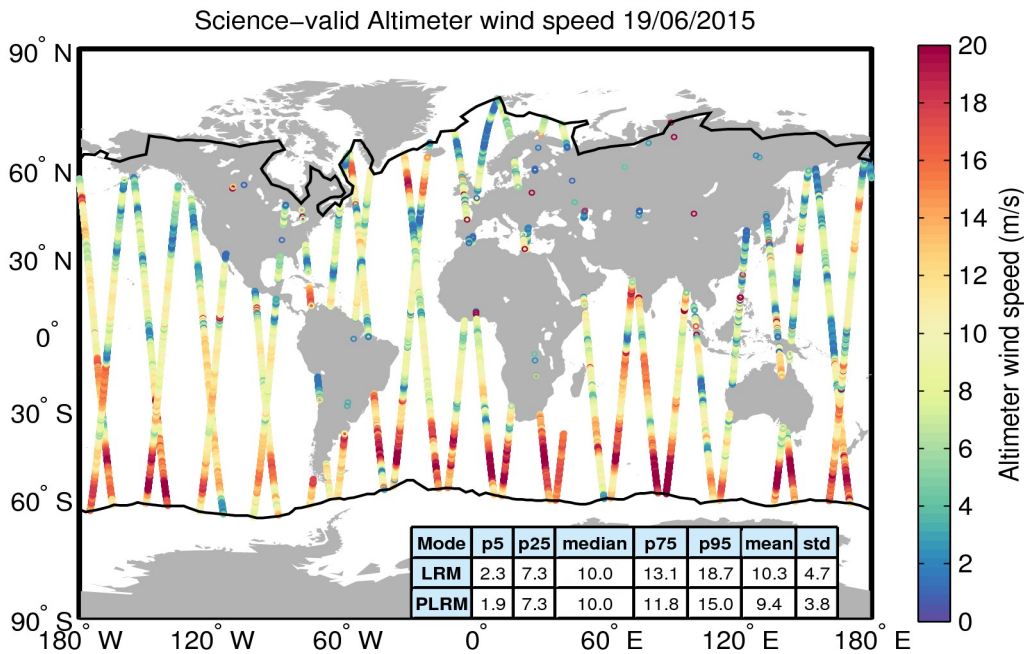 Science−valid Altimeter wind speed 19/06/2015
90° N
60° N
30° N
0°
30° S
60° S
90° S
180° W
120° W
60° W
0°
60° E
120° E
180° E
Mode p5 p25 median p75 p95 mean std
LRM 2.3 7.3 10.0 13.1 18.7 10.3 4.7
PLRM 1.9 7.3 10.0 11.8 15.0 9.4 3.8
20
18
16
14
12
10
8
6
4
2
0
Altimeter wind speed (m/s)